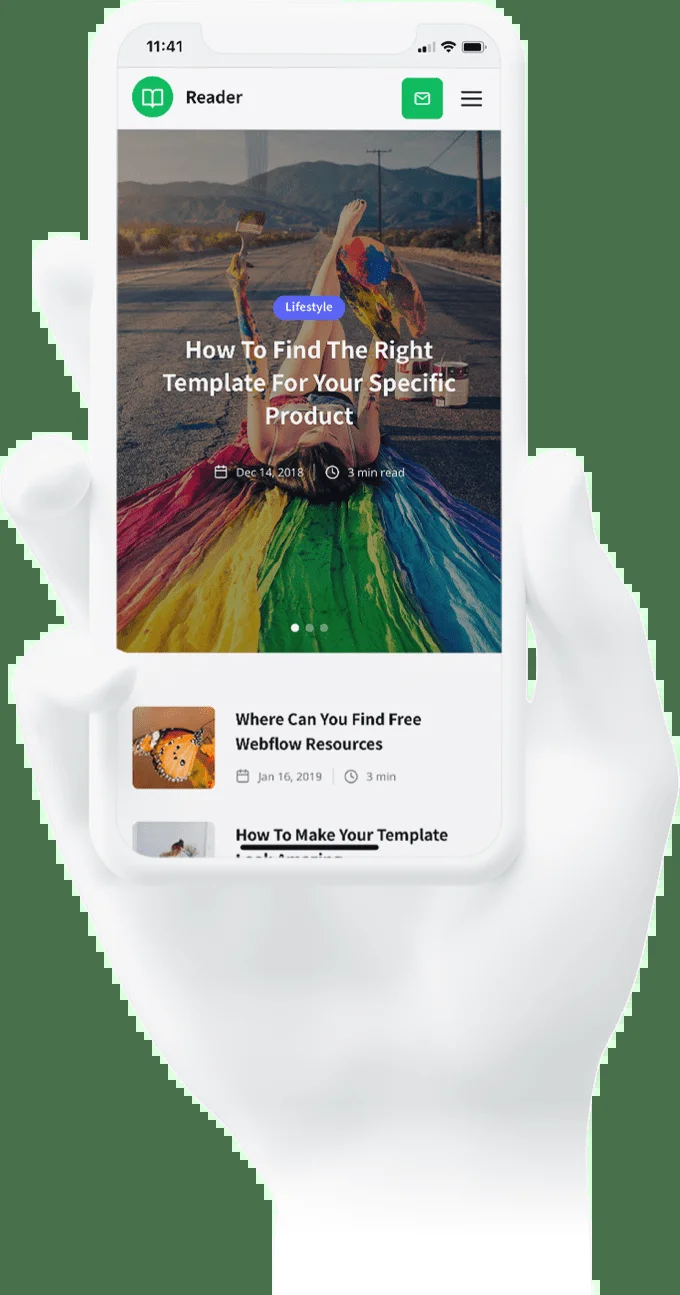 11:41
Reader
Lifestyle
How To Find The Right
Template For Your Specific
Product
Dec 14, 2018 3 min read
Where Can You Find Free
Webflow Resources
Jan 16, 2019 3 min
How To Make Your Template